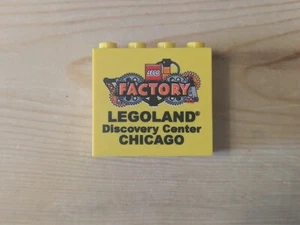 LEGO
FACTORY
LEGOLAND®
Discovery Center
CHICAGO